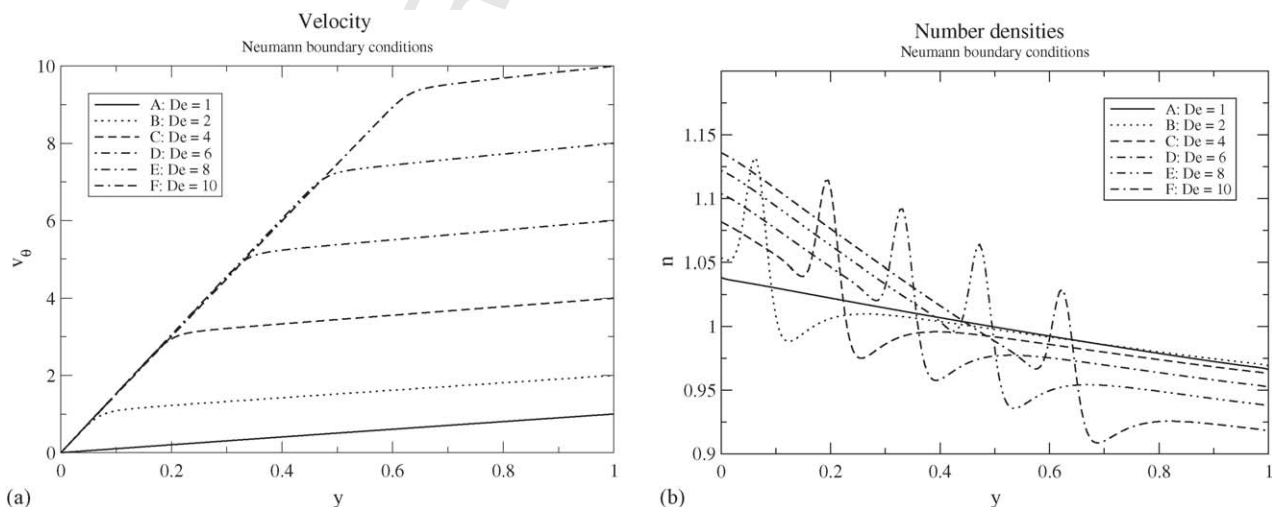 Velocity
Neumann boundary conditions
10
8
6
4
2
0
v_θ
A: De = 1
B: De = 2
C: De = 4
D: De = 6
E: De = 8
F: De = 10
0 0.2 0.4 0.6 0.8 1
y
(a)
Number densities
Neumann boundary conditions
1.15
1.1
1.05
1
0.95
0.9
n
A: De = 1
B: De = 2
C: De = 4
D: De = 6
E: De = 8
F: De = 10
0 0.2 0.4 0.6 0.8 1
y
(b)